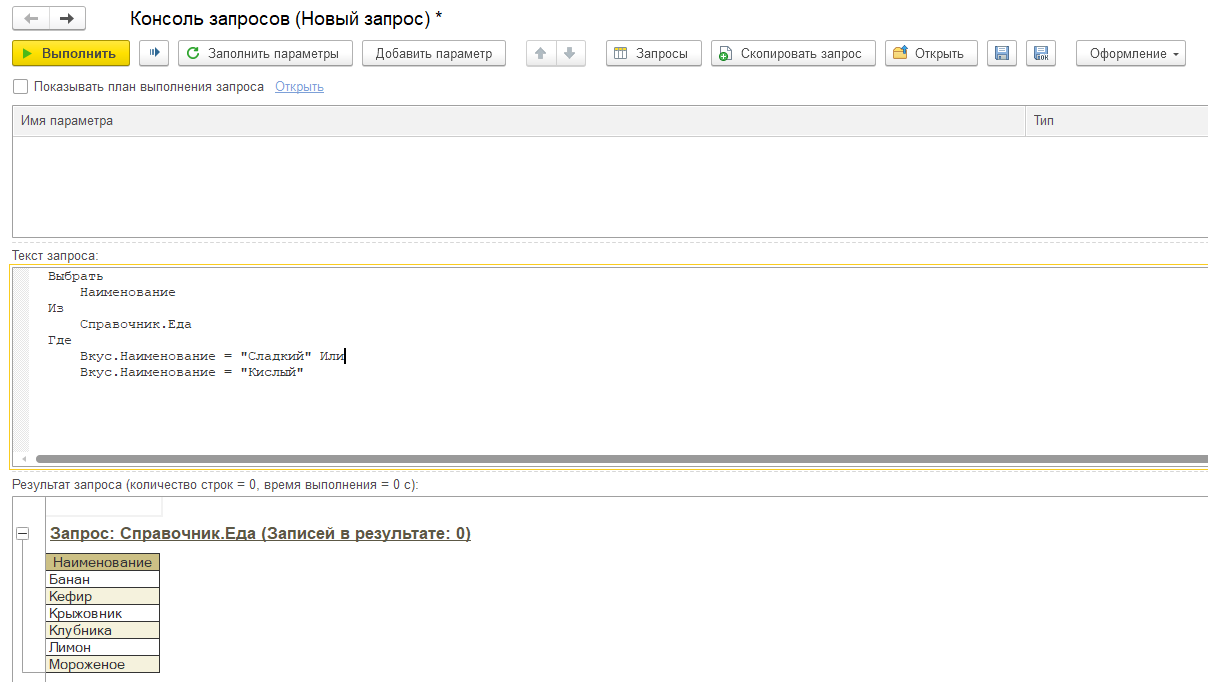 Консоль запросов (Новый запрос) *
Выполнить Заполнить параметры Добавить параметр Запросы Скопировать запрос Открыть Оформление
Показывать план выполнения запроса Открыть
Имя параметра Тип
Текст запроса:
Выбрать
Наименование
Из
Справочник.Еда
Где
Вкус.Наименование = "Сладкий" Или
Вкус.Наименование = "Кислый"
Результат запроса (количество строк = 0, время выполнения = 0 с):
Запрос: Справочник.Еда (Записей в результате: 0)
Наименование
Банан
Кефир
Крыжовник
Клубника
Лимон
Мороженое